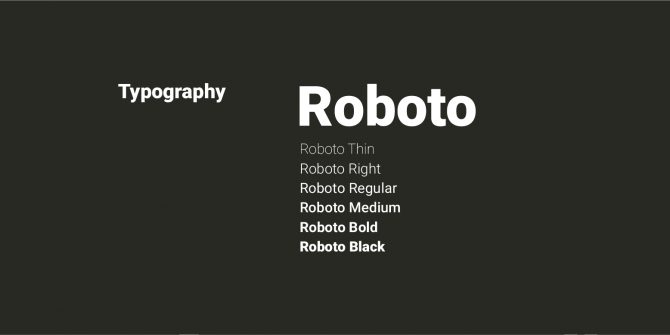 Typography
Roboto
Roboto Thin
Roboto Right
Roboto Regular
Roboto Medium
Roboto Bold
Roboto Black